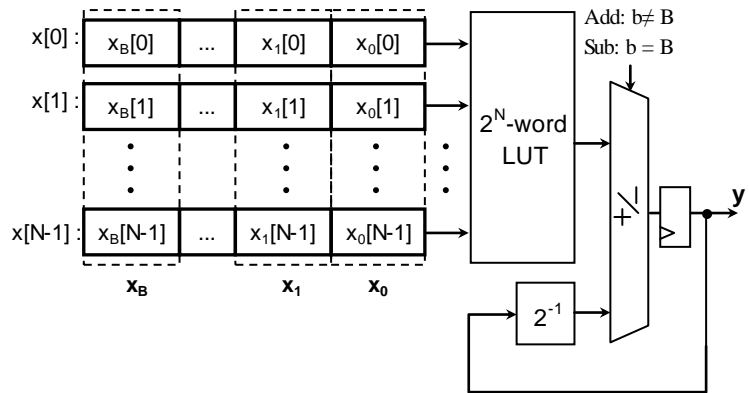 x[0] : x_B[0] ... x_1[0] x_0[0]
Add: b≠ B
Sub: b = B
x[1] : x_B[1] ... x_1[1] x_0[1]
2^N-word
LUT
+/−
y
x[N-1] : x_B[N-1] ... x_1[N-1] x_0[N-1]
x_B x_1 x_0
2^-1